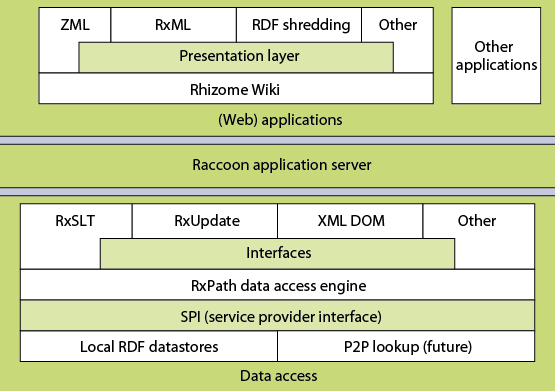 ZML RxML RDF shredding Other
Presentation layer
Rhizome Wiki
Other
applications
(Web) applications
Raccoon application server
RxSLT RxUpdate XML DOM Other
Interfaces
RxPath data access engine
SPI (service provider interface)
Local RDF datastores P2P lookup (future)
Data access